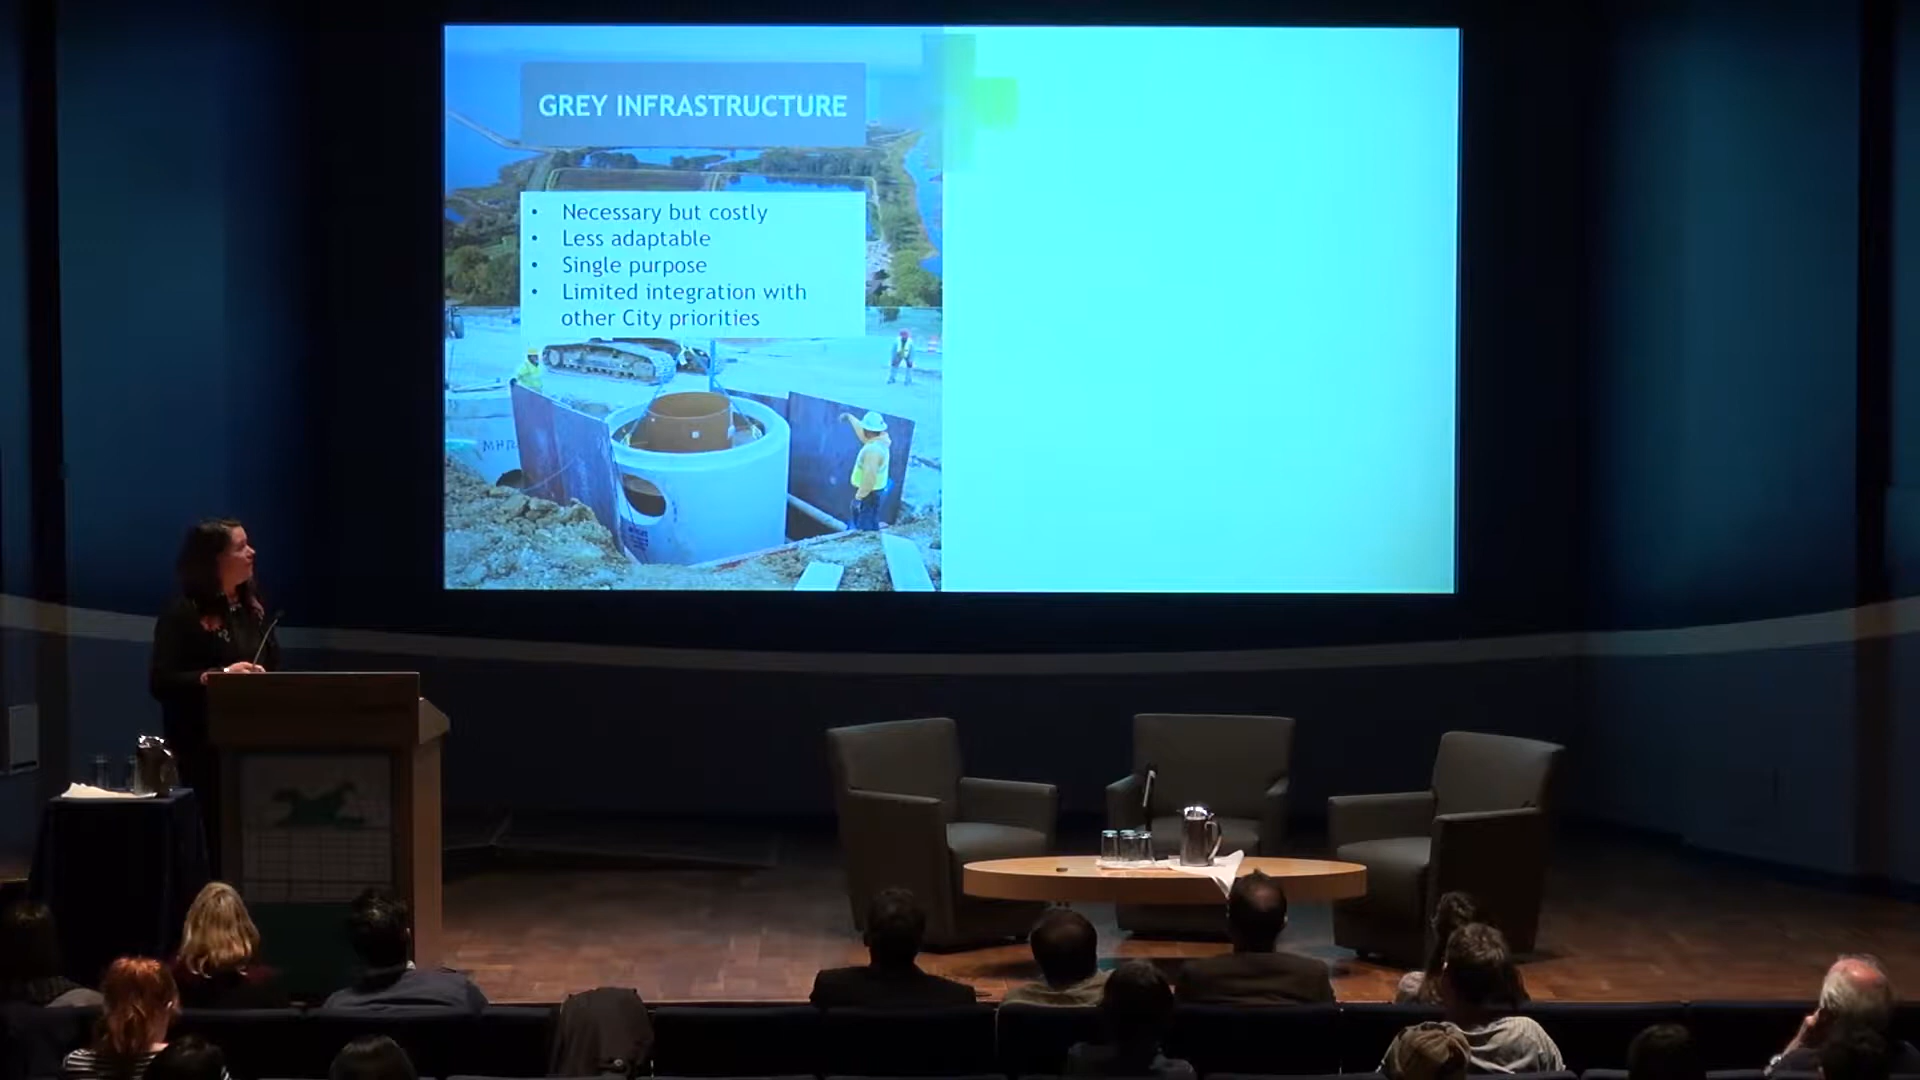 GREY INFRASTRUCTURE
• Necessary but costly
• Less adaptable
• Single purpose
• Limited integration with
other City priorities